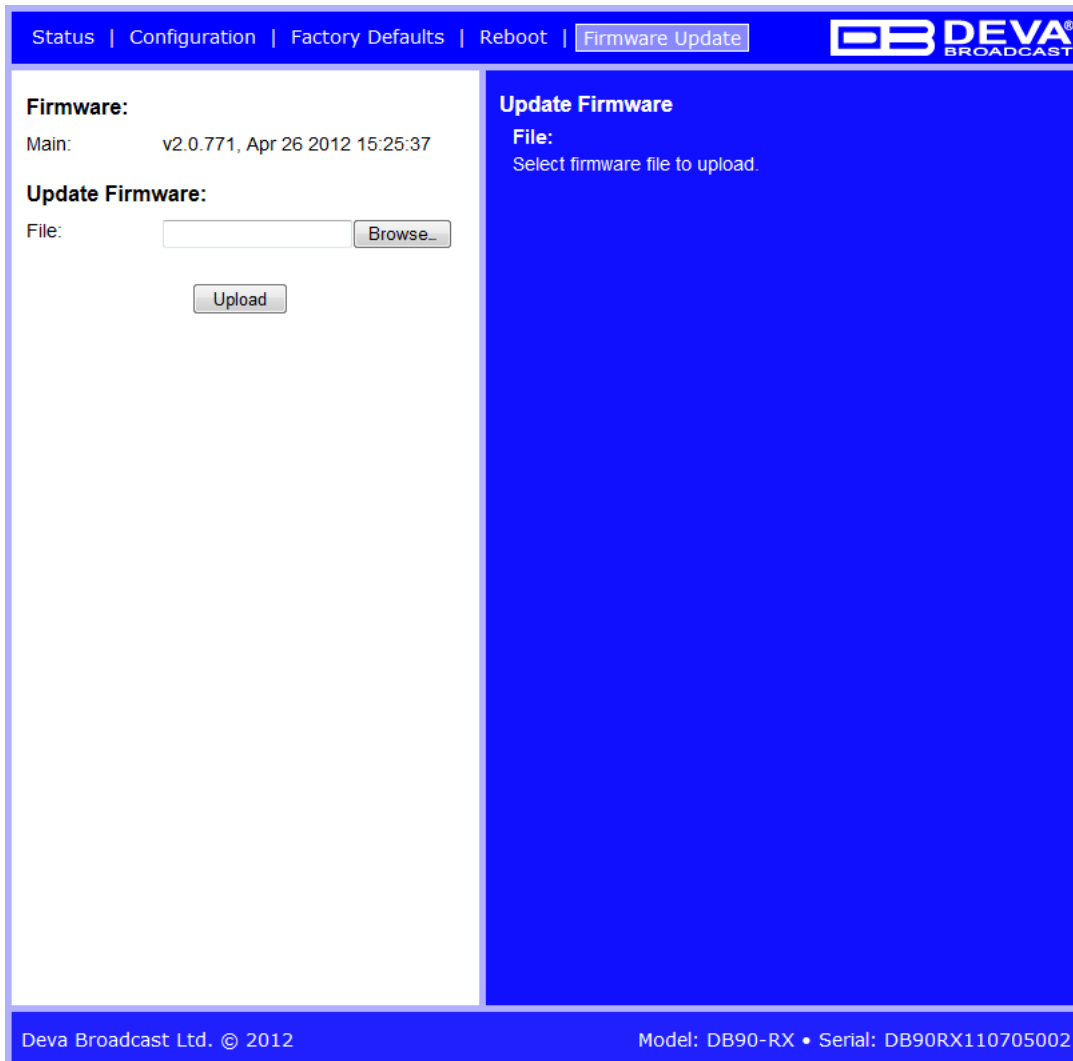 Status | Configuration | Factory Defaults | Reboot | Firmware Update
DB DEVA®
BROADCAST
Firmware:
Main: v2.0.771, Apr 26 2012 15:25:37
Update Firmware:
File: Browse...
Upload
Update Firmware
File:
Select firmware file to upload.
Deva Broadcast Ltd. © 2012 Model: DB90-RX • Serial: DB90RX110705002